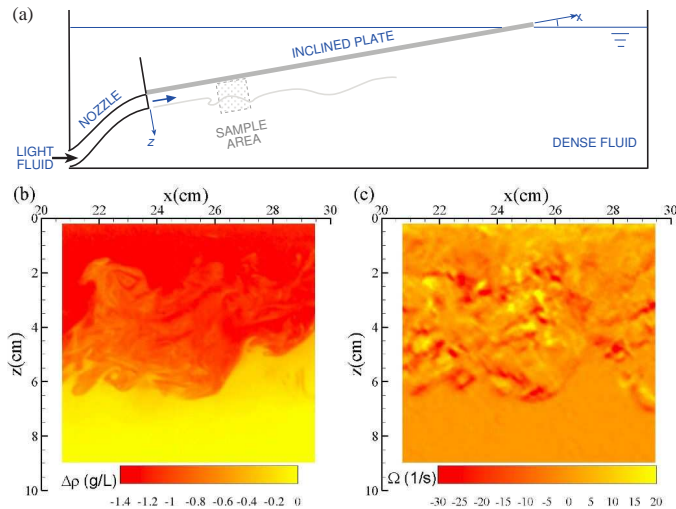 (a)
x
INCLINED PLATE
NOZZLE
z
SAMPLE
AREA
LIGHT
FLUID
DENSE FLUID
(b)
x(cm)
20 22 24 26 28 30
0
2
4
6
8
10
z(cm)
Δρ (g/L)
-1.4 -1.2 -1 -0.8 -0.6 -0.4 -0.2 0
(c)
x(cm)
20 22 24 26 28 30
0
2
4
6
8
10
z(cm)
Ω (1/s)
-30 -25 -20 -15 -10 -5 0 5 10 15 20